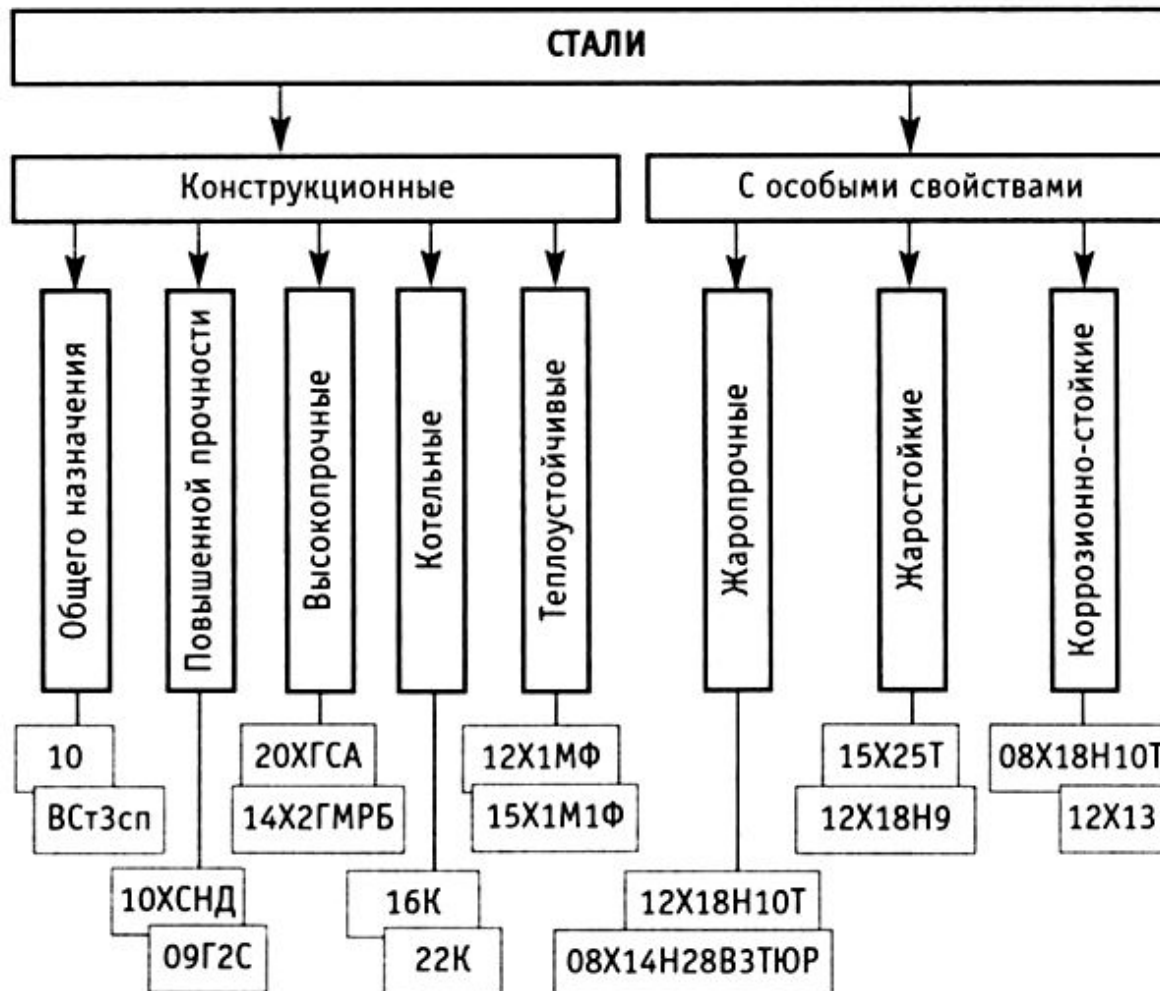 СТАЛИ
Конструкционные
С особыми свойствами
Общего назначения
Повышенной прочности
Высокопрочные
Котельные
Теплоустойчивые
Жаропрочные
Жаростойкие
Коррозионно-стойкие
10
ВСт3сп
10ХСНД
09Г2С
20ХГСА
14Х2ГМРБ
16К
22К
12Х1МФ
15Х1М1Ф
12Х18Н10Т
08Х14Н28В3ТЮР
15Х25Т
12Х18Н9
08Х18Н10Т
12Х13